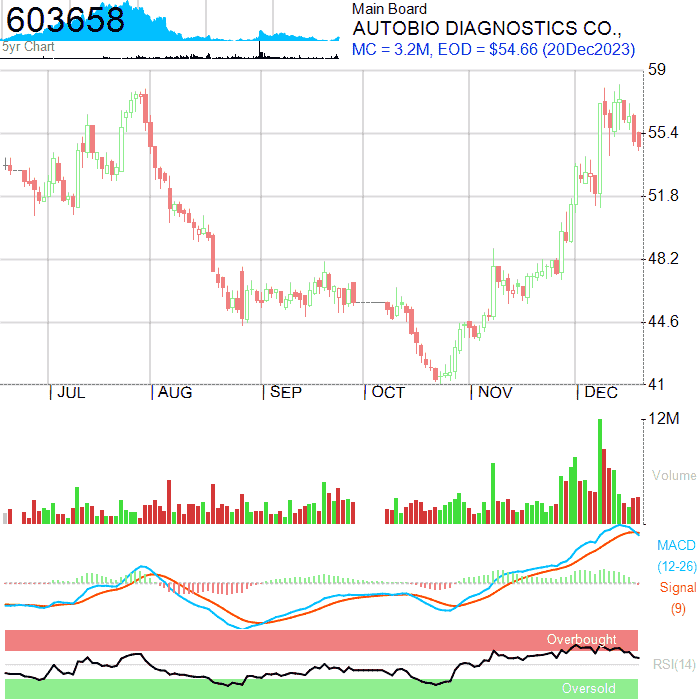 603658
5yr Chart
Main Board
AUTOBIO DIAGNOSTICS CO.,
MC = 3.2M, EOD = $54.66 (20Dec2023)
59
55.4
51.8
48.2
44.6
41
JUL AUG SEP OCT NOV DEC
12M
Volume
MACD
(12-26)
Signal
(9)
Overbought
RSI(14)
Oversold